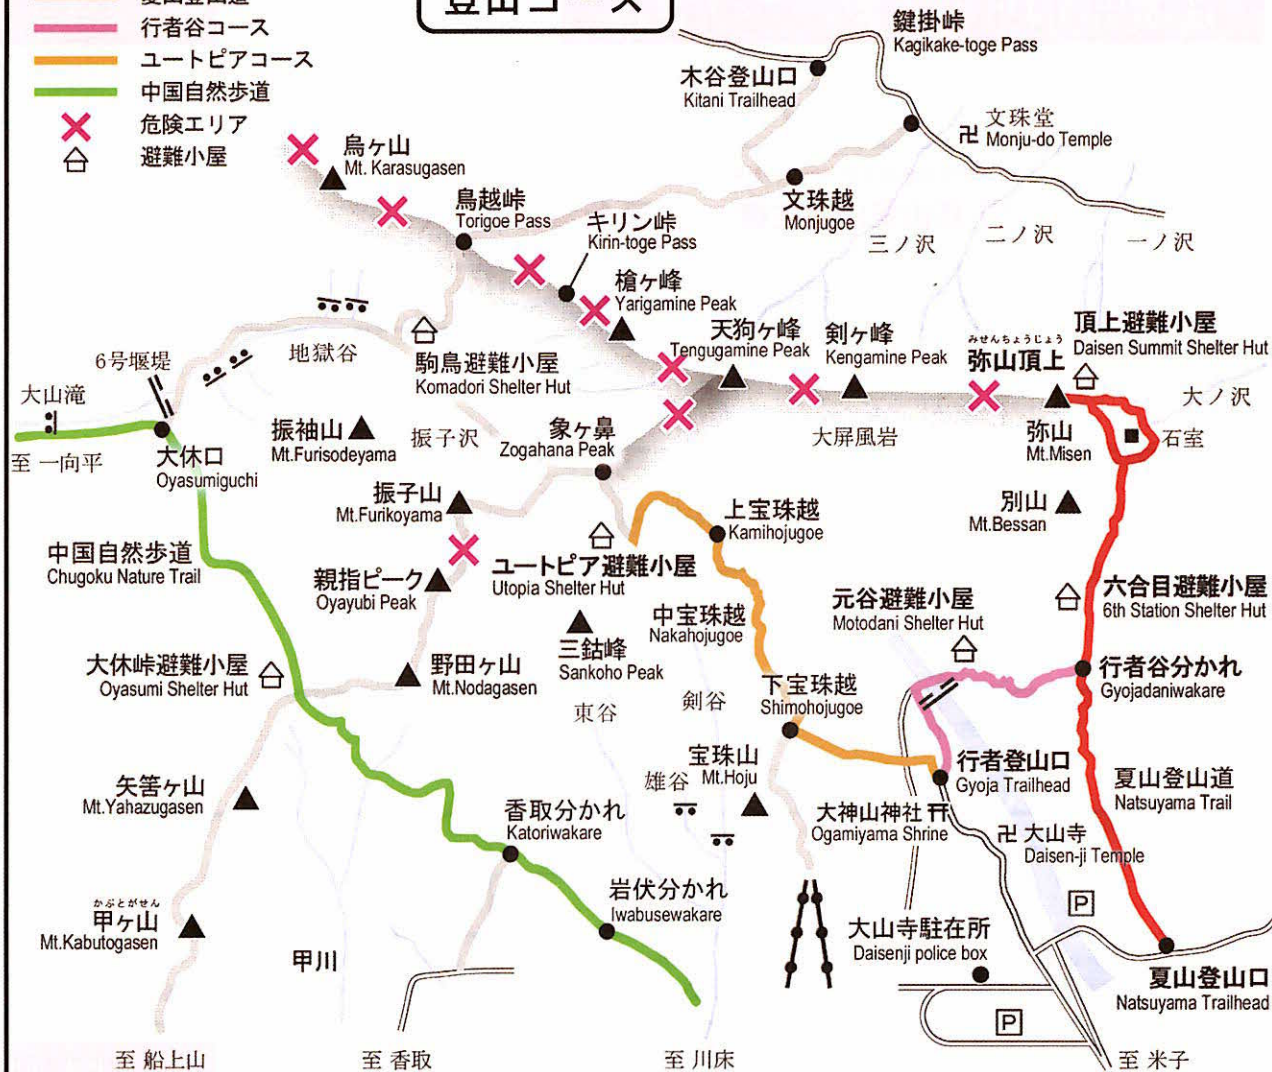 登山コース
行者谷コース
ユートピアコース
中国自然歩道
危険エリア
避難小屋
鍵掛峠
Kagikake-toge Pass
木谷登山口
Kitani Trailhead
卍 文珠堂
Monju-do Temple
烏ヶ山
Mt. Karasugasen
鳥越峠
Torigoe Pass
文珠越
Monjugoe
キリン峠
Kirin-toge Pass
三ノ沢
二ノ沢
一ノ沢
槍ヶ峰
Yarigamine Peak
天狗ヶ峰
Tengugamine Peak
剣ヶ峰
Kengamine Peak
みせんちょうじょう
弥山頂上
頂上避難小屋
Daisen Summit Shelter Hut
6号堰堤
地獄谷
駒鳥避難小屋
Komadori Shelter Hut
大山滝
至 一向平
大休口
Oyasumiguchi
振袖山
Mt.Furisodeyama
振子沢
象ヶ鼻
Zogahana Peak
大屏風岩
弥山
Mt.Misen
石室
大ノ沢
振子山
Mt.Furikoyama
上宝珠越
Kamihojugoe
別山
Mt.Bessan
中国自然歩道
Chugoku Nature Trail
親指ピーク
Oyayubi Peak
ユートピア避難小屋
Utopia Shelter Hut
中宝珠越
Nakahojugoe
元谷避難小屋
Motodani Shelter Hut
六合目避難小屋
6th Station Shelter Hut
大休峠避難小屋
Oyasumi Shelter Hut
野田ヶ山
Mt.Nodagasen
三鈷峰
Sankoho Peak
東谷
剣谷
下宝珠越
Shimohojugoe
行者谷分かれ
Gyojadaniwakare
矢筈ヶ山
Mt.Yahazugasen
雄谷
宝珠山
Mt.Hoju
行者登山口
Gyoja Trailhead
夏山登山道
Natsuyama Trail
香取分かれ
Katoriwakare
大神山神社
Ogamiyama Shrine
卍 大山寺
Daisen-ji Temple
かぶとがせん
甲ヶ山
Mt.Kabutogasen
甲川
岩伏分かれ
Iwabusewakare
大山寺駐在所
Daisenji police box
P
P
夏山登山口
Natsuyama Trailhead
至 船上山
至 香取
至 川床
至 米子